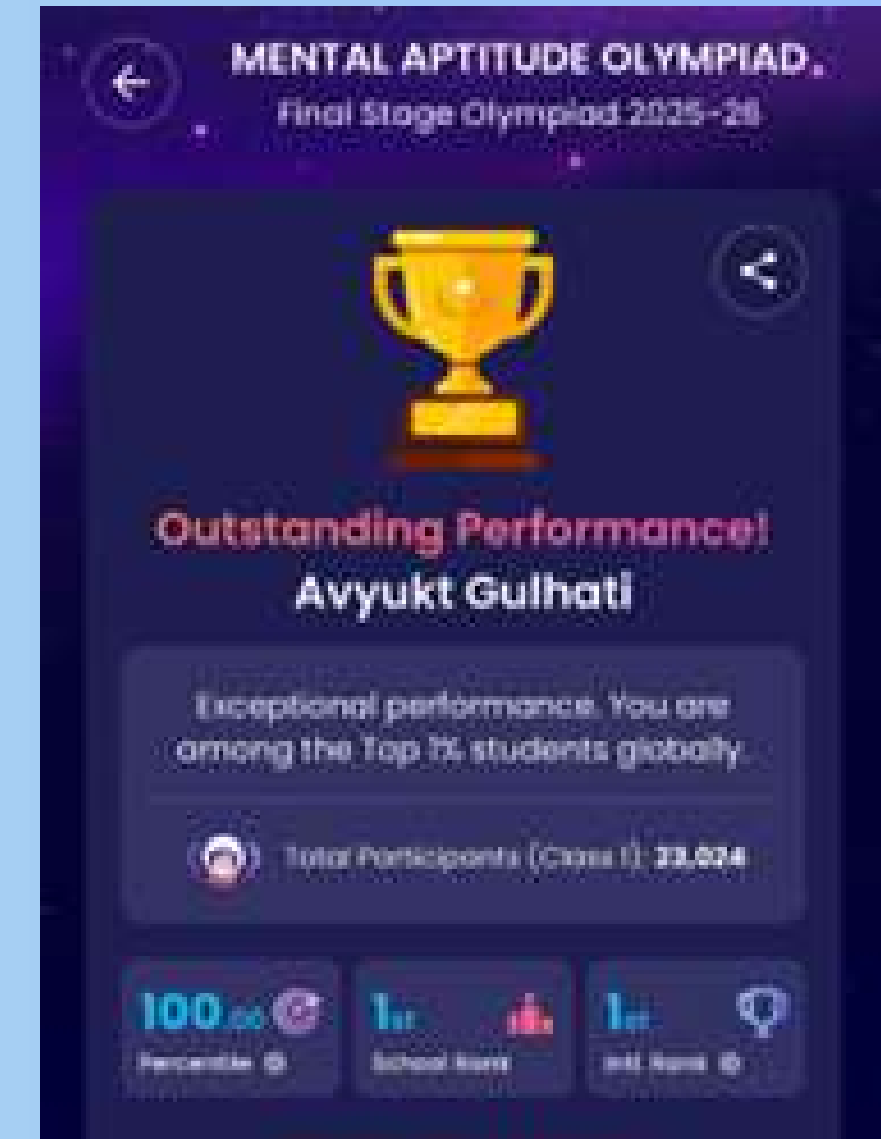 MENTAL APTITUDE OLYMPIAD
Final Stage Olympiad 2025-26
Outstanding Performance!
Avyukt Gulhati
Exceptional performance. You are
among the Top 1% students globally.
Total Participants (Class 1): 23,024
100.00 1st 1st
Percentile School Rank Intl Rank